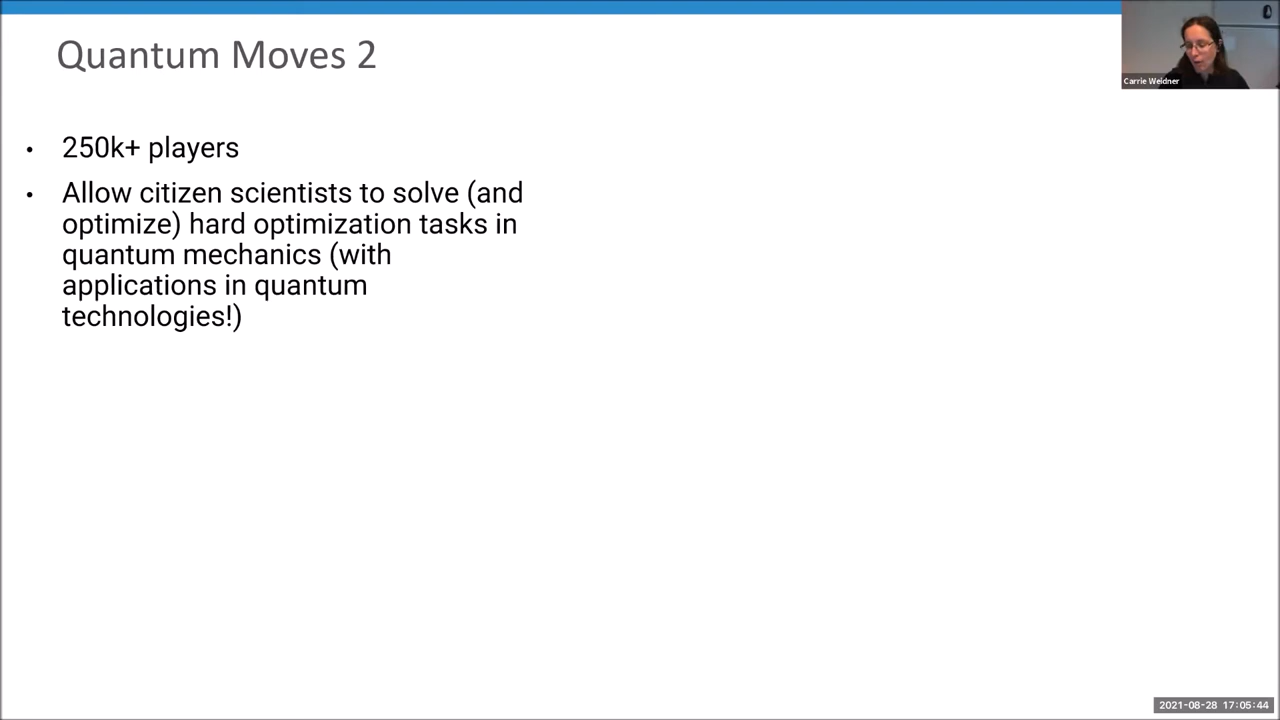 Quantum Moves 2
Carrie Weidner
• 250k+ players
• Allow citizen scientists to solve (and
optimize) hard optimization tasks in
quantum mechanics (with
applications in quantum
technologies!)
2021-08-28 17:05:44